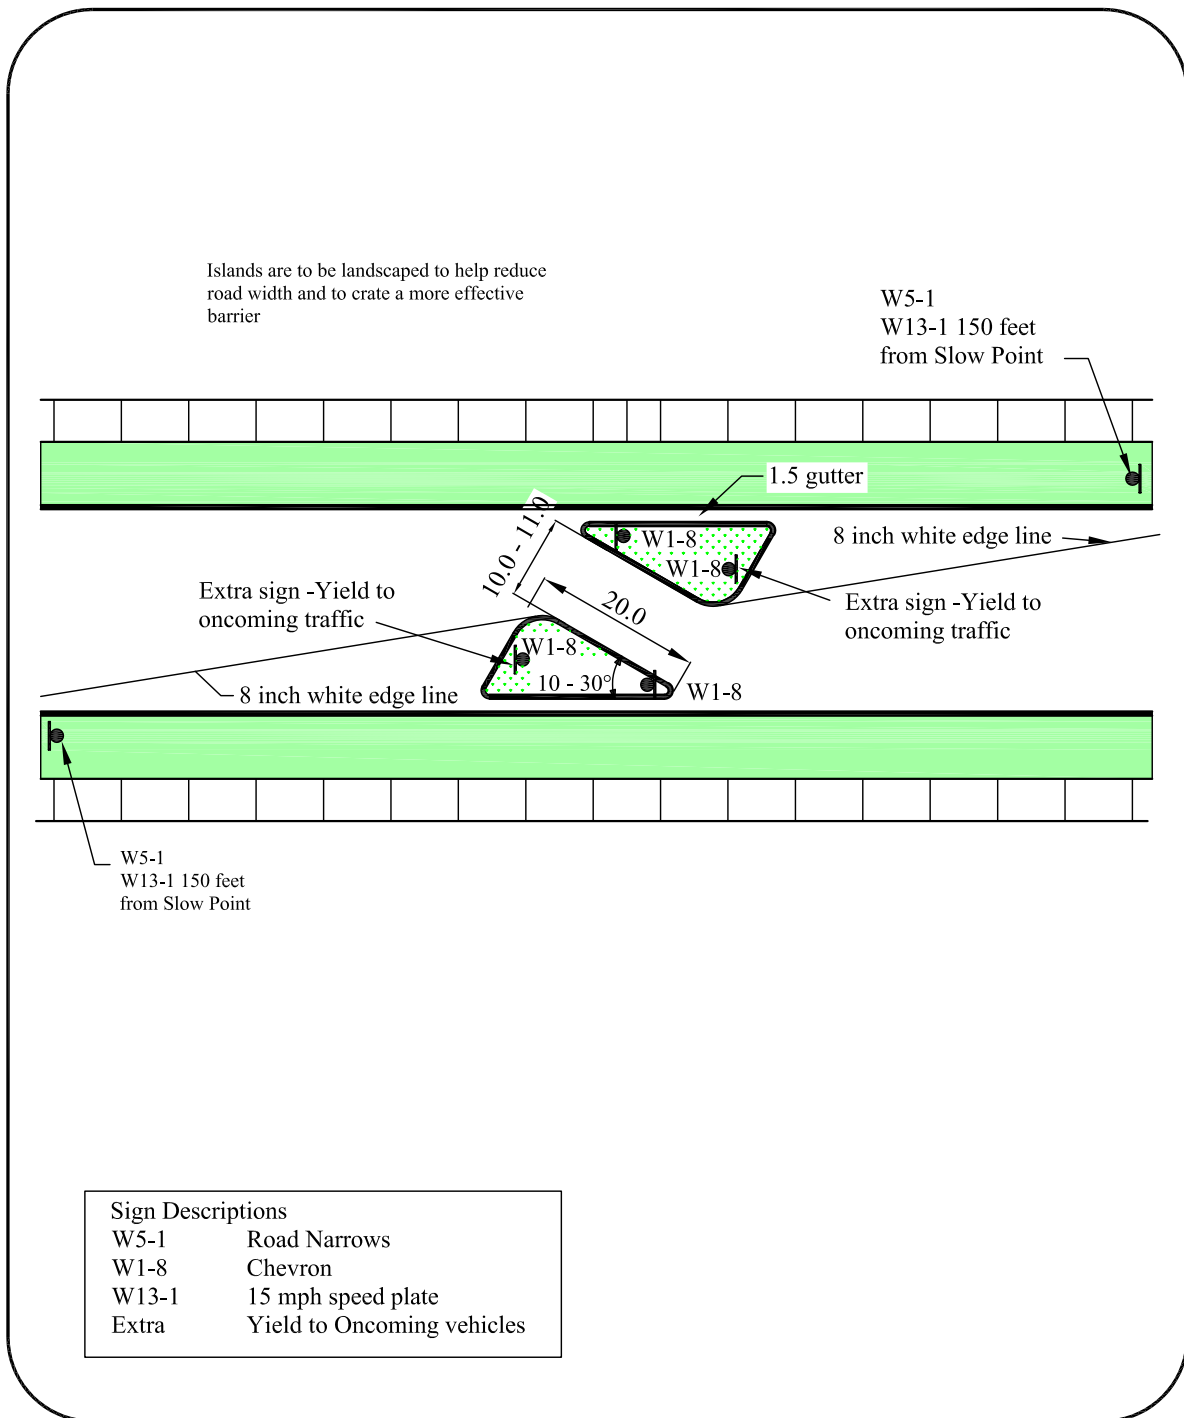 Islands are to be landscaped to help reduce
road width and to crate a more effective
barrier
W5-1
W13-1 150 feet
from Slow Point
1.5 gutter
10.0 - 11.0
W1-8
8 inch white edge line
W1-8
Extra sign -Yield to
oncoming traffic
20.0
Extra sign -Yield to
oncoming traffic
W1-8
10 - 30°
W1-8
8 inch white edge line
W5-1
W13-1 150 feet
from Slow Point
Sign Descriptions
W5-1 Road Narrows
W1-8 Chevron
W13-1 15 mph speed plate
Extra Yield to Oncoming vehicles